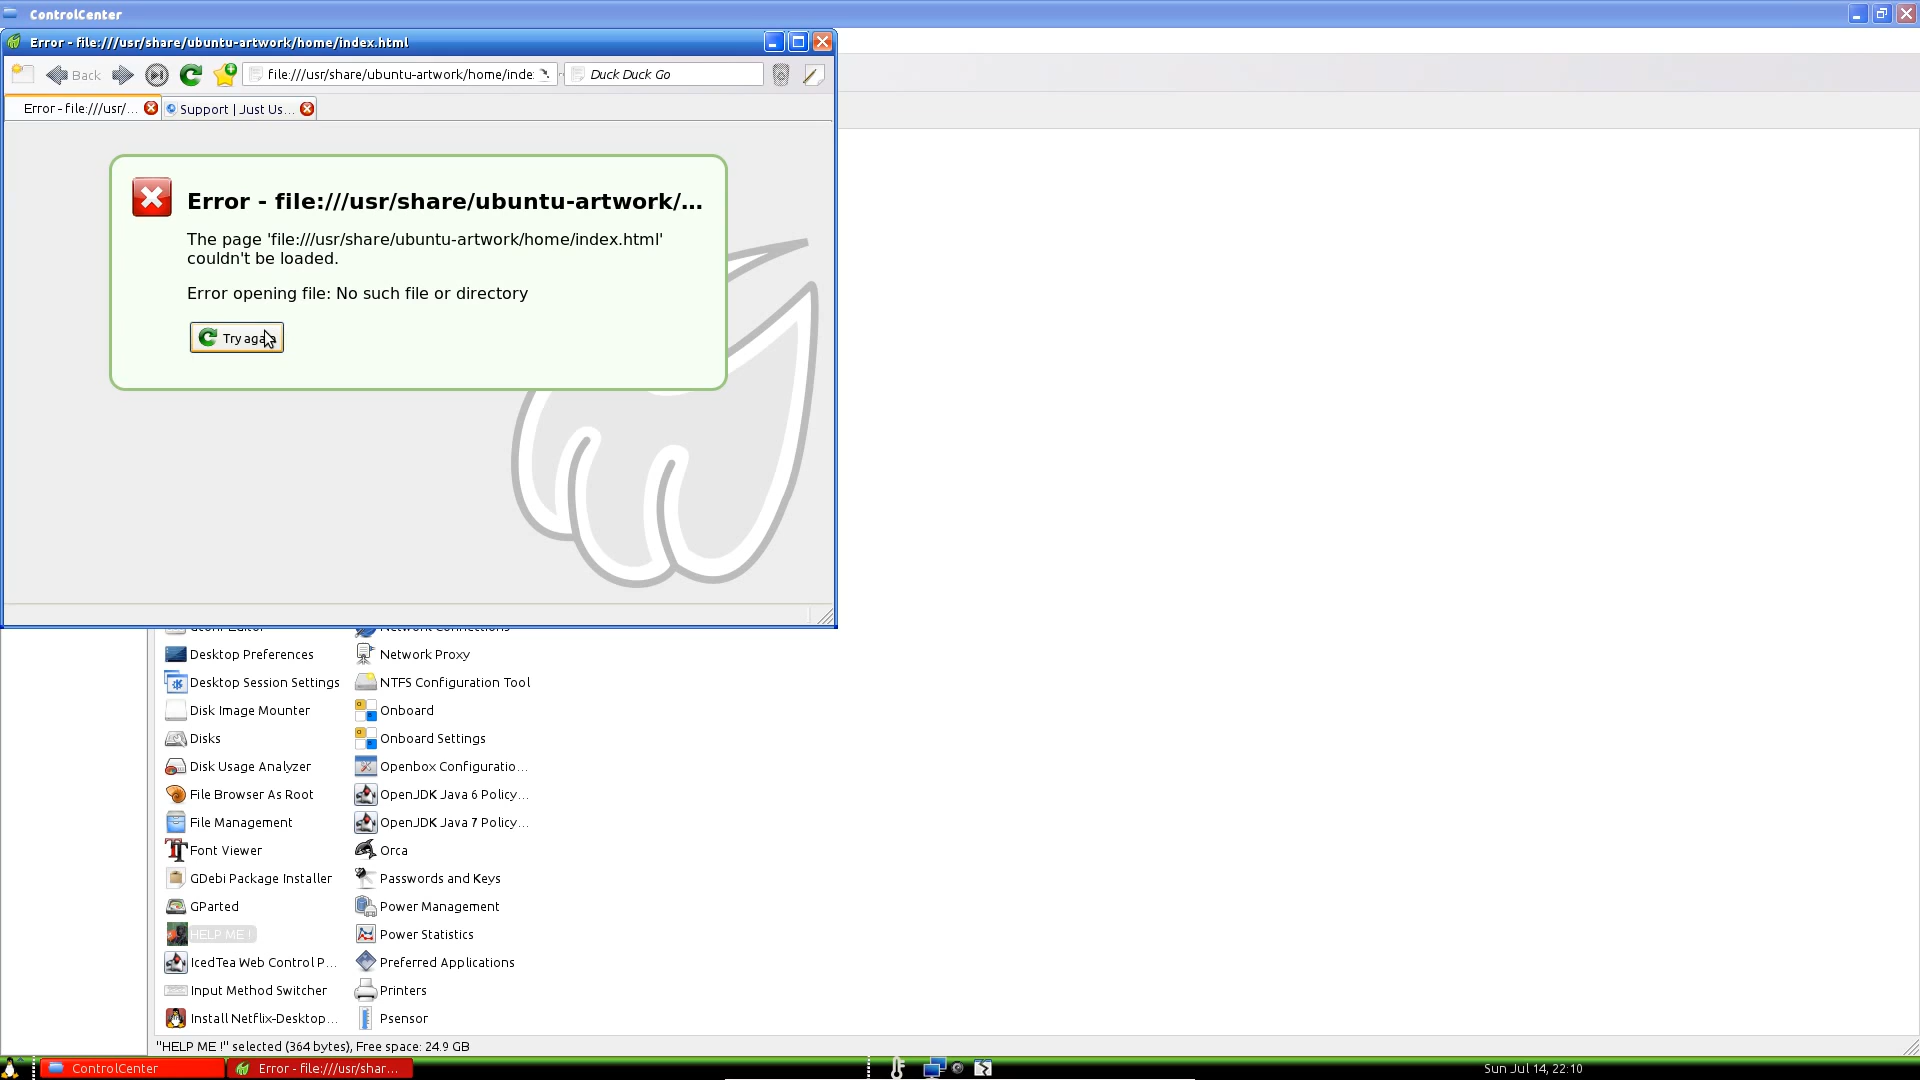 ControlCenter
Error - file:///usr/share/ubuntu-artwork/home/index.html
Back
file:///usr/share/ubuntu-artwork/home/inde:
Duck Duck Go
Error - file:///usr/...
Support | Just Us...
Error - file:///usr/share/ubuntu-artwork/...
The page 'file:///usr/share/ubuntu-artwork/home/index.html'
couldn't be loaded.
Error opening file: No such file or directory
Try again
Network Connections
Desktop Preferences
Network Proxy
Desktop Session Settings
NTFS Configuration Tool
Disk Image Mounter
Onboard
Disks
Onboard Settings
Disk Usage Analyzer
Openbox Configuratio...
File Browser As Root
OpenJDK Java 6 Policy...
File Management
OpenJDK Java 7 Policy...
Font Viewer
Orca
GDebi Package Installer
Passwords and Keys
GParted
Power Management
HELP ME !
Power Statistics
IcedTea Web Control P...
Preferred Applications
Input Method Switcher
Printers
Install Netflix-Desktop...
Psensor
"HELP ME !" selected (364 bytes), Free space: 24.9 GB
ControlCenter
Error - file:///usr/shar...
Sun Jul 14, 22:10